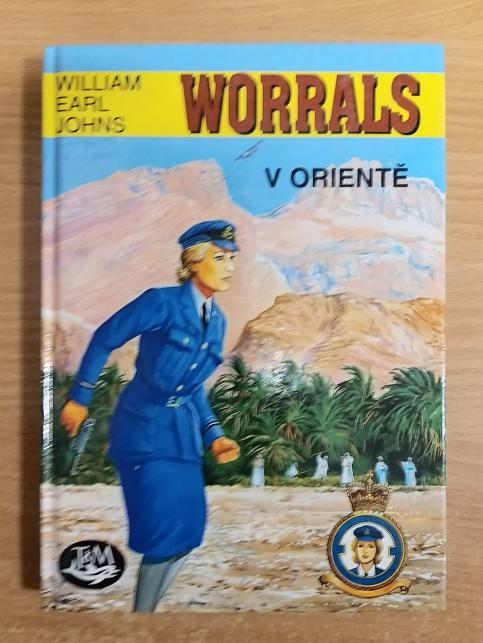 WILLIAM
EARL
JOHNS
WORRALS
V ORIENTĚ
T&M